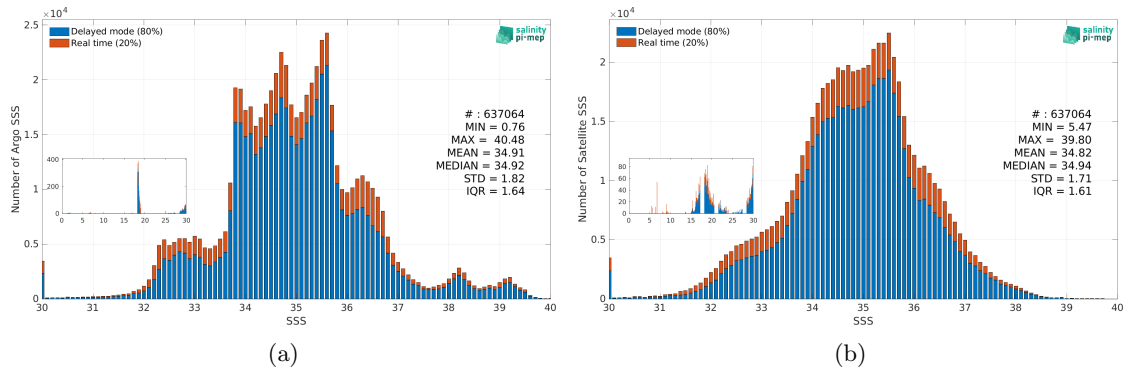 ×10⁴
Delayed mode (80%)
Real time (20%)
salinity
pi-mep
# : 637064
MIN = 0.76
MAX = 40.48
MEAN = 34.91
MEDIAN = 34.92
STD = 1.82
IQR = 1.64
Number of Argo SSS
2.5
2
1.5
1
0.5
0
400
200
0
0 5 10 15 20 25 30
30 31 32 33 34 35 36 37 38 39 40
SSS
(a)
×10⁴
Delayed mode (80%)
Real time (20%)
salinity
pi-mep
# : 637064
MIN = 5.47
MAX = 39.80
MEAN = 34.82
MEDIAN = 34.94
STD = 1.71
IQR = 1.61
Number of Satellite SSS
2
1.5
1
0.5
0
80
60
40
20
0
0 5 10 15 20 25 30
30 31 32 33 34 35 36 37 38 39 40
SSS
(b)